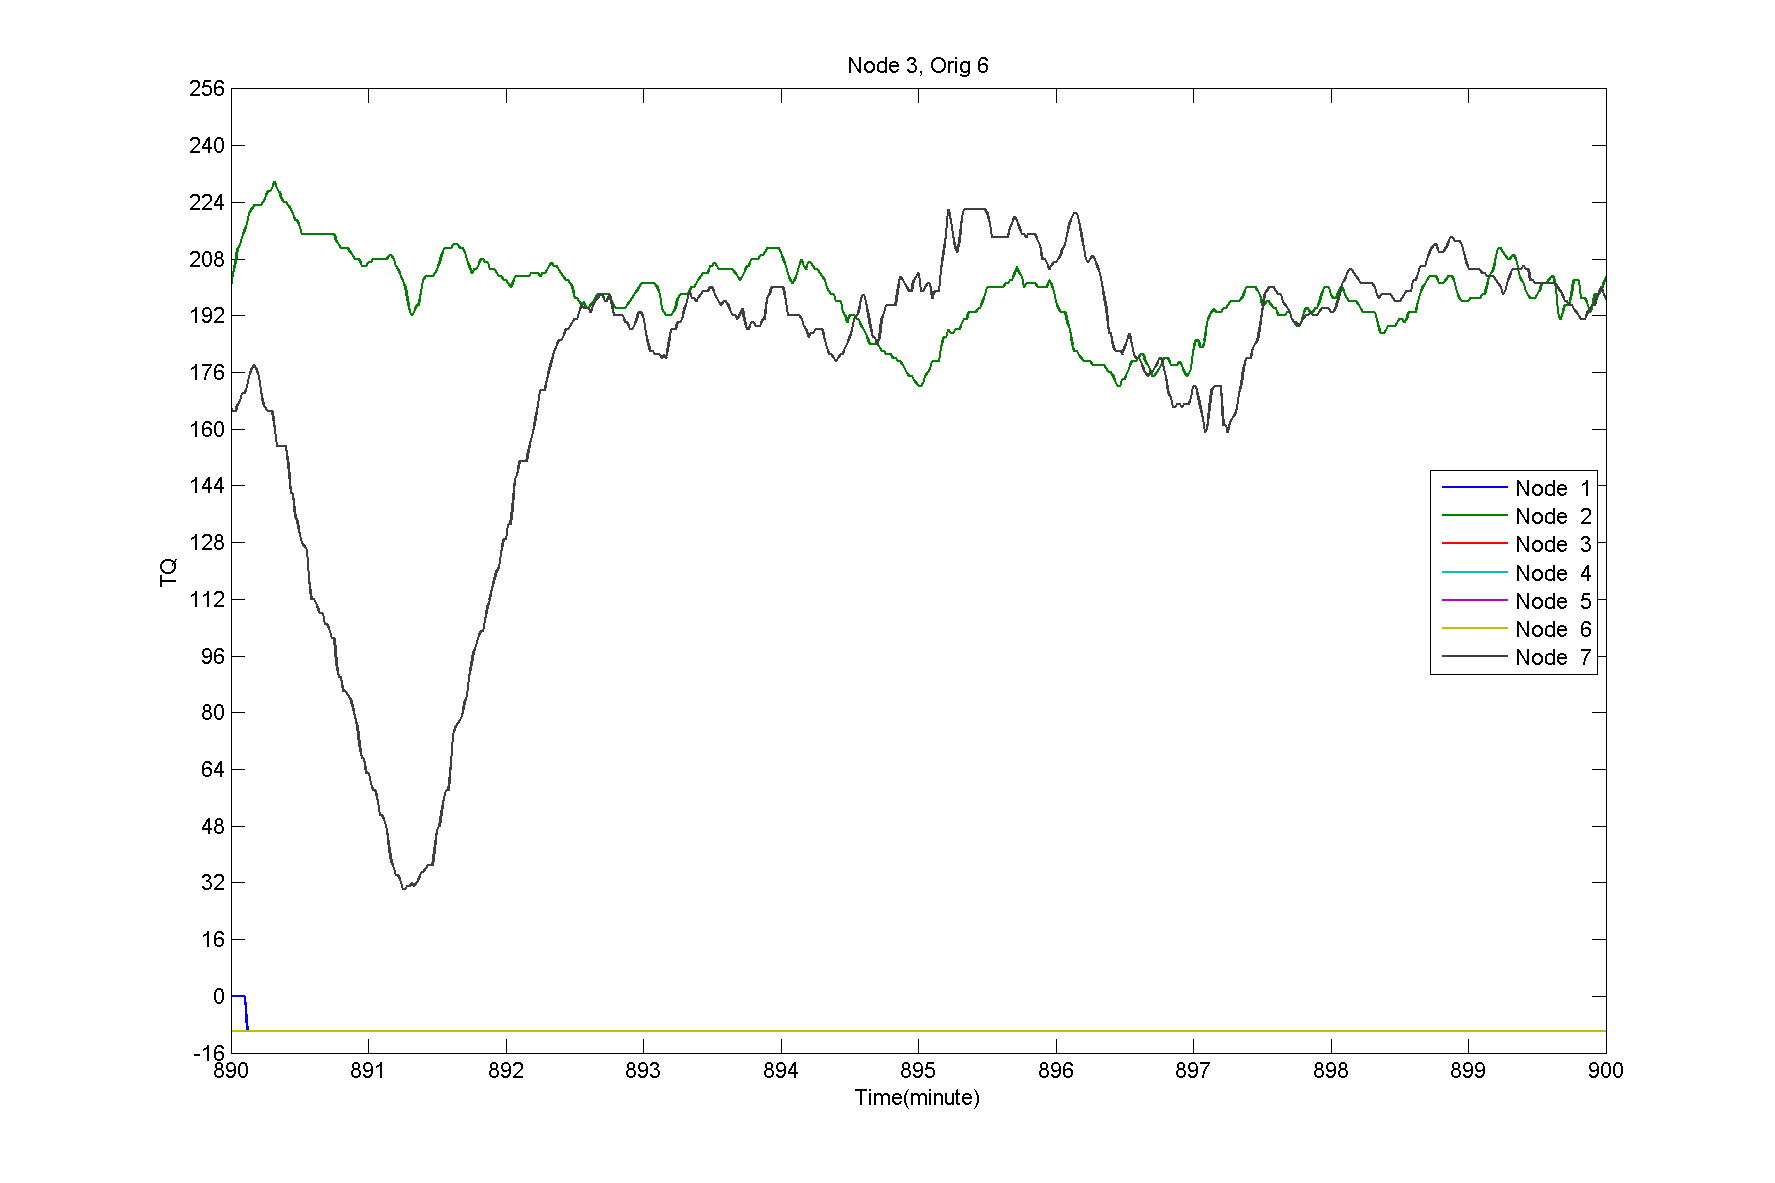 Node 3, Orig 6
256
240
224
208
192
176
160
144
128
112
96
80
64
48
32
16
0
-16
TQ
Node 1
Node 2
Node 3
Node 4
Node 5
Node 6
Node 7
890 891 892 893 894 895 896 897 898 899 900
Time(minute)